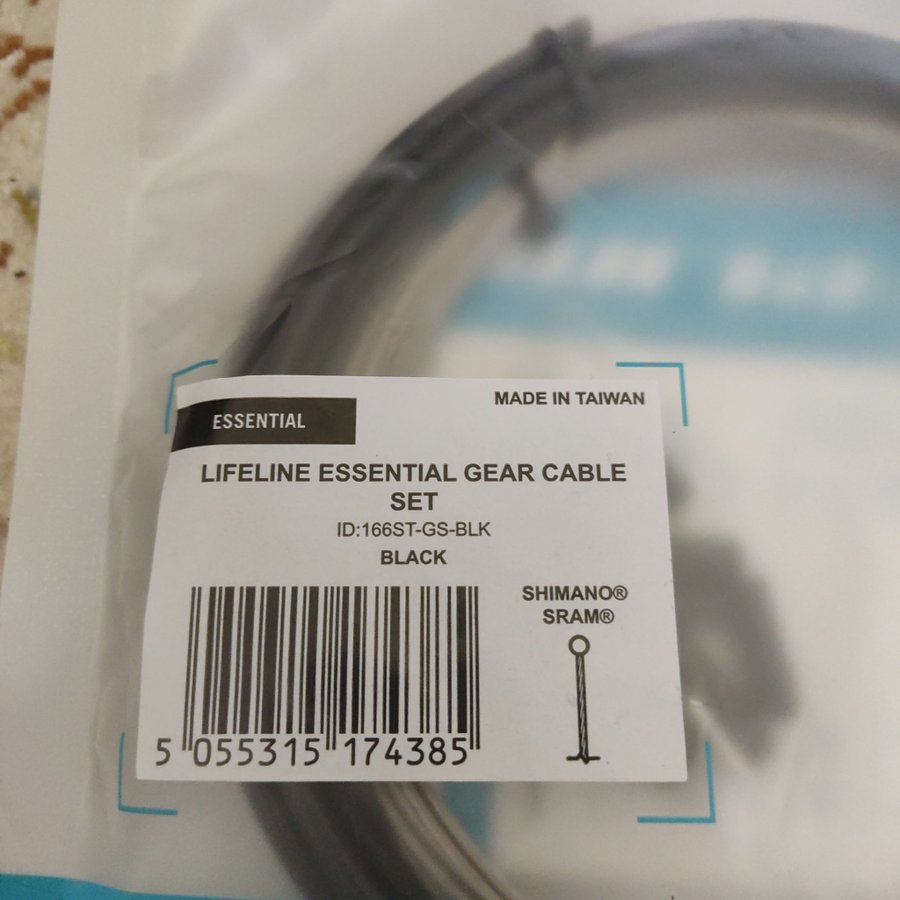 ESSENTIAL
MADE IN TAIWAN
LIFELINE ESSENTIAL GEAR CABLE
SET
ID:166ST-GS-BLK
BLACK
SHIMANO®
SRAM®
5 055315 174385